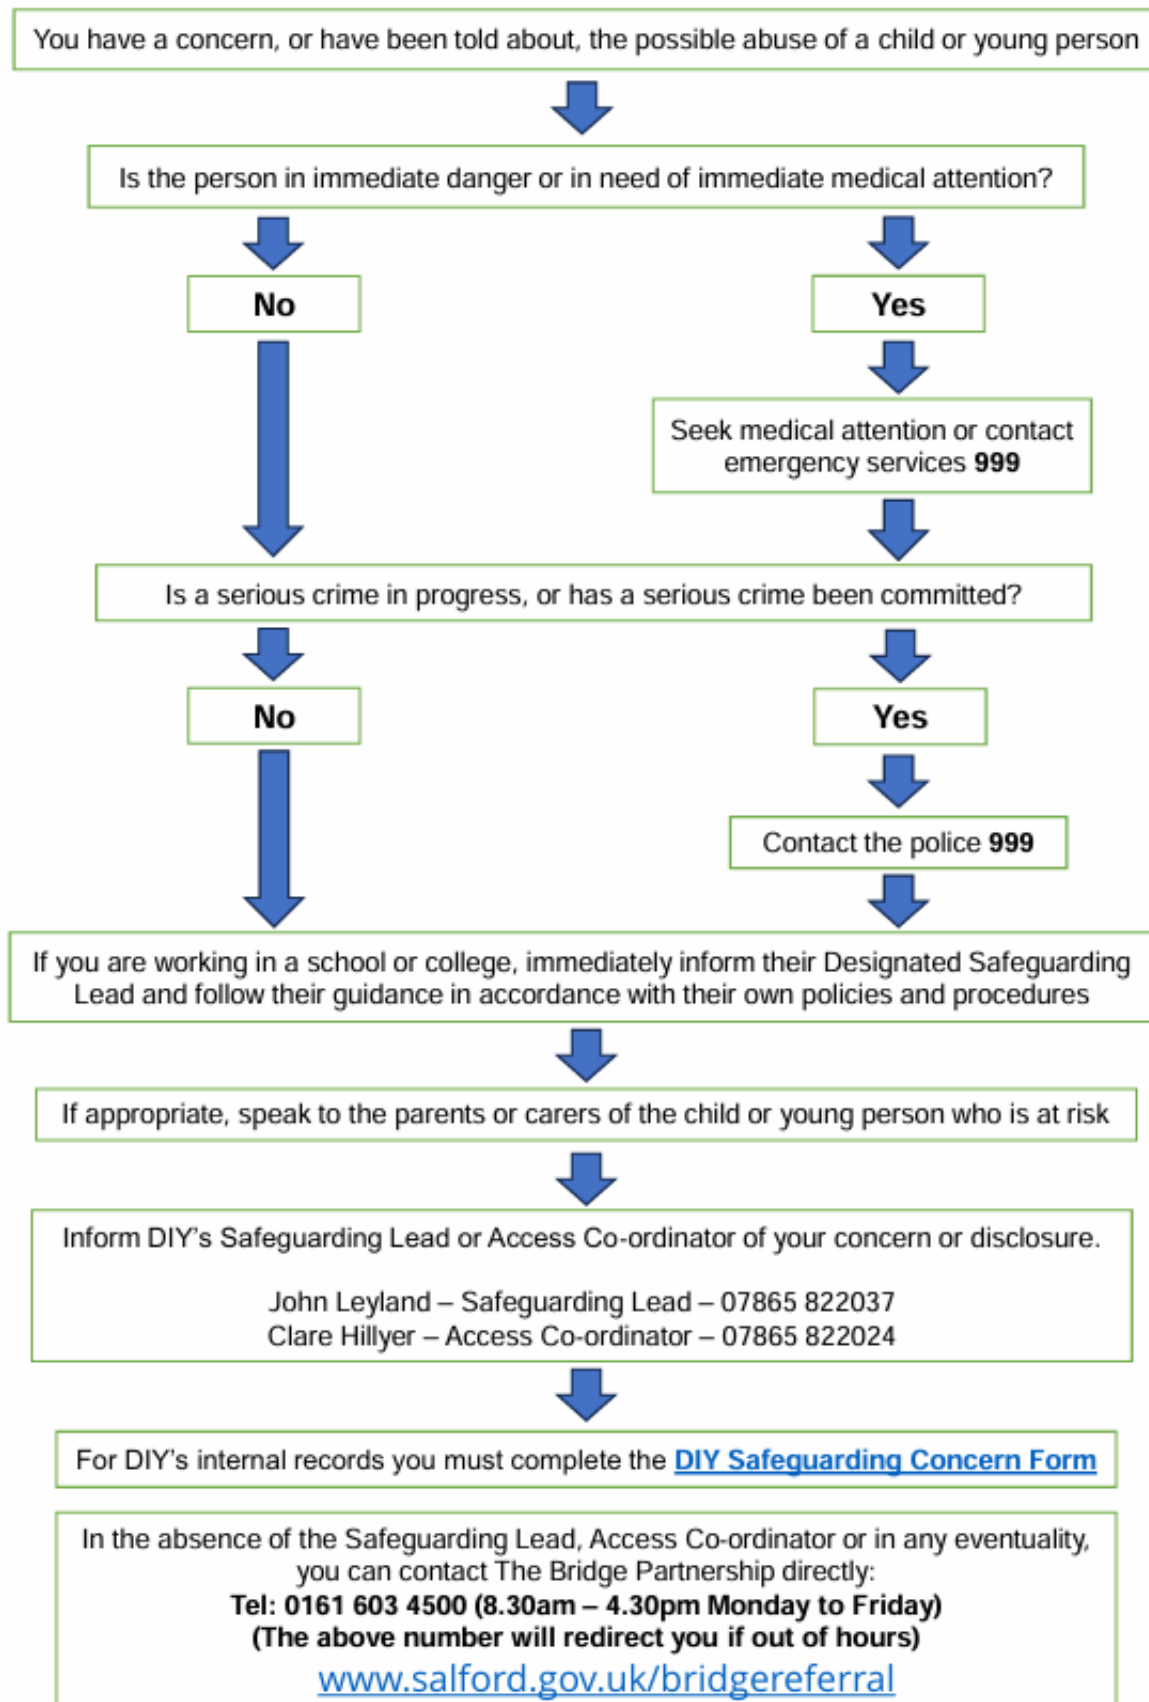 You have a concern, or have been told about, the possible abuse of a child or young person
Is the person in immediate danger or in need of immediate medical attention?
No
Yes
Seek medical attention or contact
emergency services 999
Is a serious crime in progress, or has a serious crime been committed?
No
Yes
Contact the police 999
If you are working in a school or college, immediately inform their Designated Safeguarding
Lead and follow their guidance in accordance with their own policies and procedures
If appropriate, speak to the parents or carers of the child or young person who is at risk
Inform DIY's Safeguarding Lead or Access Co-ordinator of your concern or disclosure.
John Leyland – Safeguarding Lead – 07865 822037
Clare Hillyer – Access Co-ordinator – 07865 822024
For DIY's internal records you must complete the DIY Safeguarding Concern Form
In the absence of the Safeguarding Lead, Access Co-ordinator or in any eventuality,
you can contact The Bridge Partnership directly:
Tel: 0161 603 4500 (8.30am – 4.30pm Monday to Friday)
(The above number will redirect you if out of hours)
www.salford.gov.uk/bridgereferral